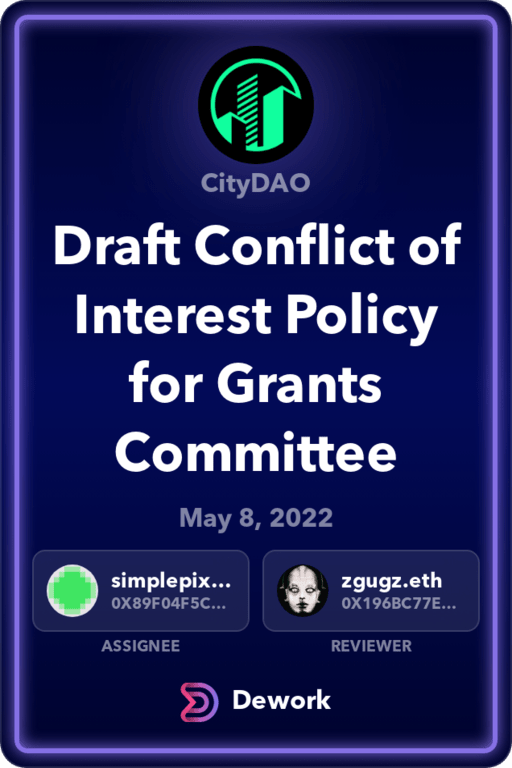 CityDAO
Draft Conflict of
Interest Policy
for Grants
Committee
May 8, 2022
simplepix...
0X89F04F5C...
ASSIGNEE
zgugz.eth
0X196BC77E...
REVIEWER
Dework